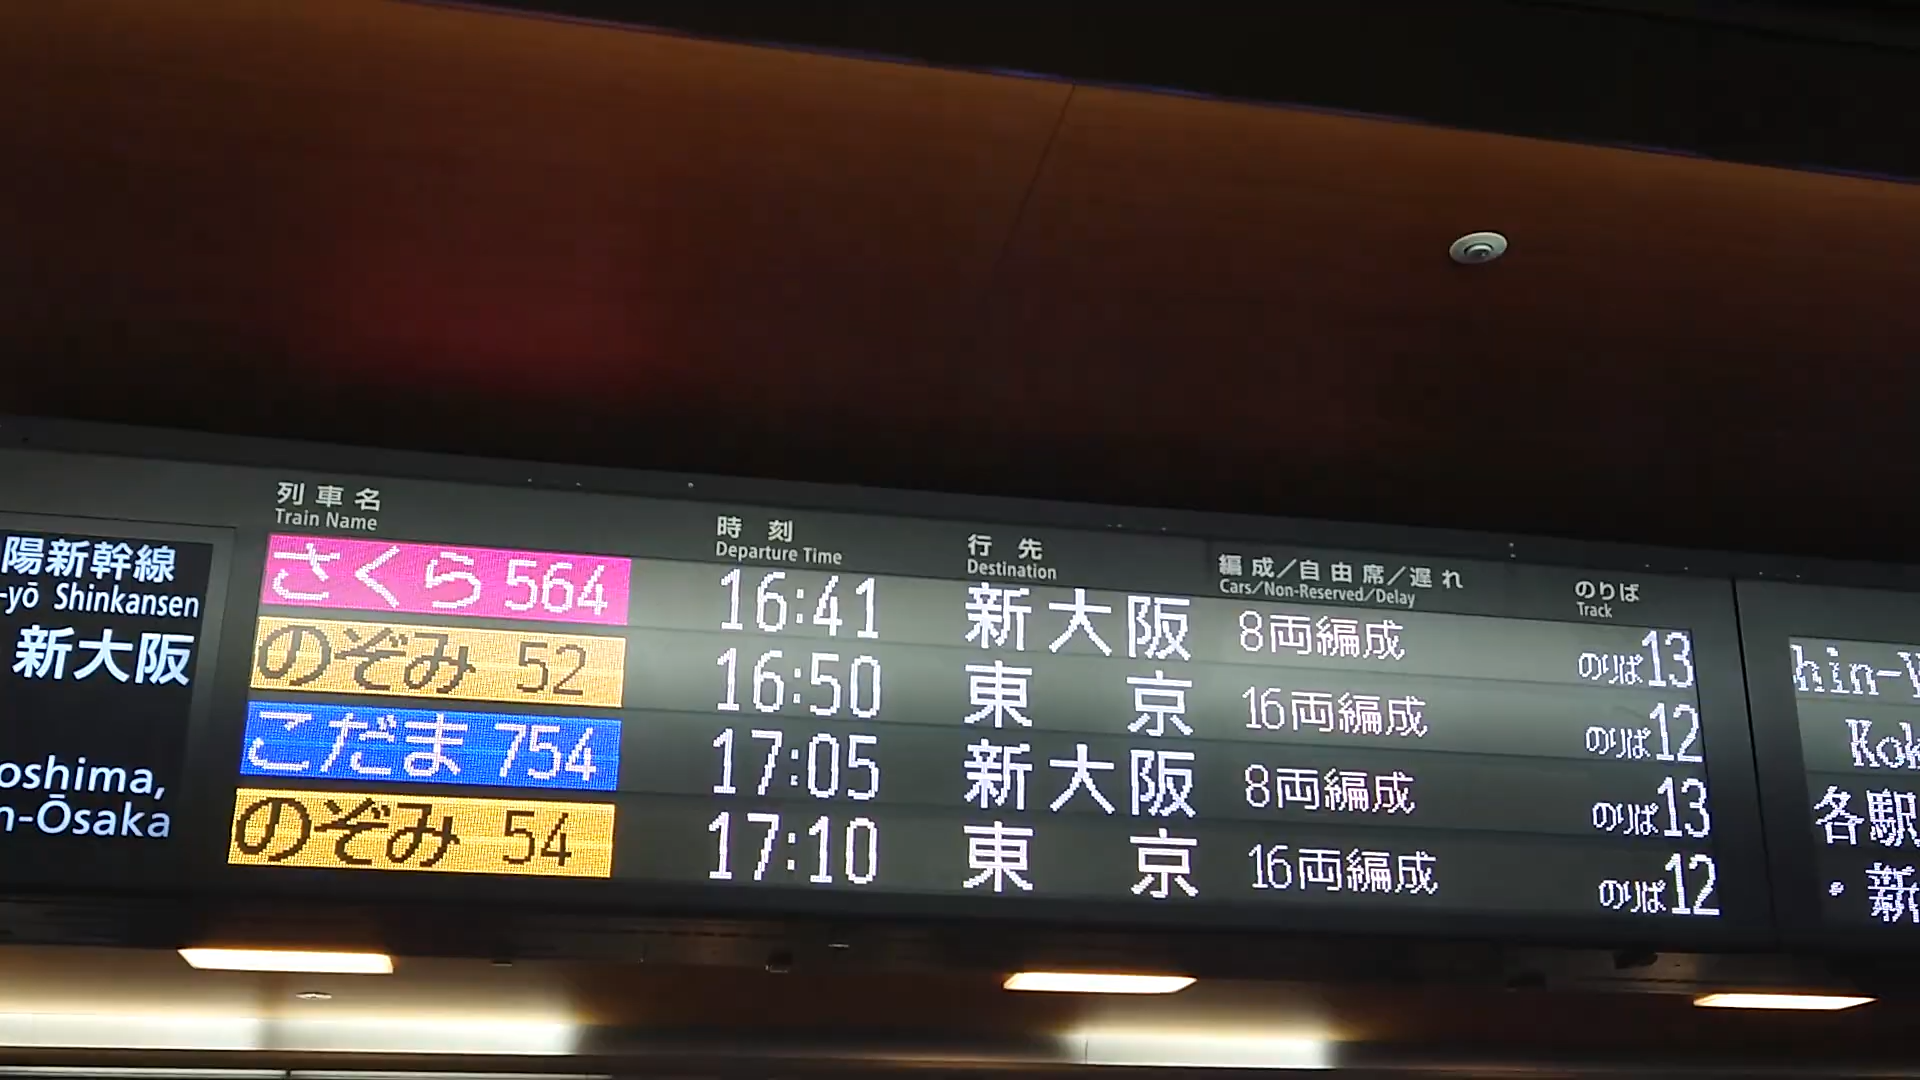 陽新幹線
-yō Shinkansen
新大阪
oshima,
n-Ōsaka
列車名 時刻 行先 編成/自由席/遅れ のりば
Train Name Departure Time Destination Cars/Non-Reserved/Delay Track
さくら 564 16:41 新大阪 8両編成 のりば13
のぞみ 52 16:50 東京 16両編成 のりば12
こだま 754 17:05 新大阪 8両編成 のりば13
のぞみ 54 17:10 東京 16両編成 のりば12
hin-Y
Kok
各駅
・新